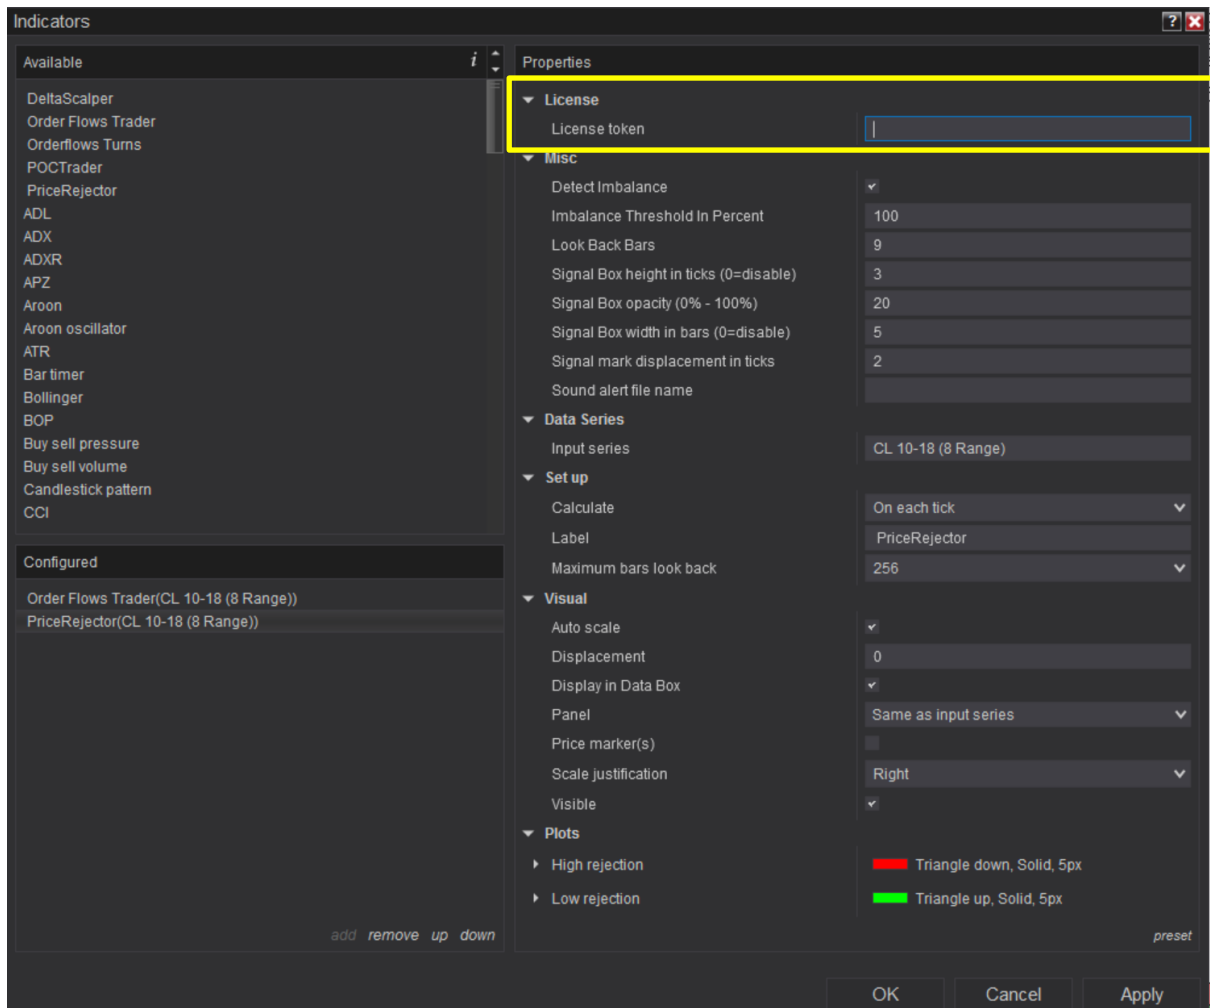 Indicators
?
Available i
DeltaScalper
Order Flows Trader
Orderflows Turns
POCTrader
PriceRejector
ADL
ADX
ADXR
APZ
Aroon
Aroon oscillator
ATR
Bar timer
Bollinger
BOP
Buy sell pressure
Buy sell volume
Candlestick pattern
CCI
Configured
Order Flows Trader(CL 10-18 (8 Range))
PriceRejector(CL 10-18 (8 Range))
add remove up down
Properties
License
License token
Misc
Detect Imbalance
Imbalance Threshold In Percent 100
Look Back Bars 9
Signal Box height in ticks (0=disable) 3
Signal Box opacity (0% - 100%) 20
Signal Box width in bars (0=disable) 5
Signal mark displacement in ticks 2
Sound alert file name
Data Series
Input series CL 10-18 (8 Range)
Set up
Calculate On each tick
Label PriceRejector
Maximum bars look back 256
Visual
Auto scale
Displacement 0
Display in Data Box
Panel Same as input series
Price marker(s)
Scale justification Right
Visible
Plots
High rejection Triangle down, Solid, 5px
Low rejection Triangle up, Solid, 5px
preset
OK Cancel Apply